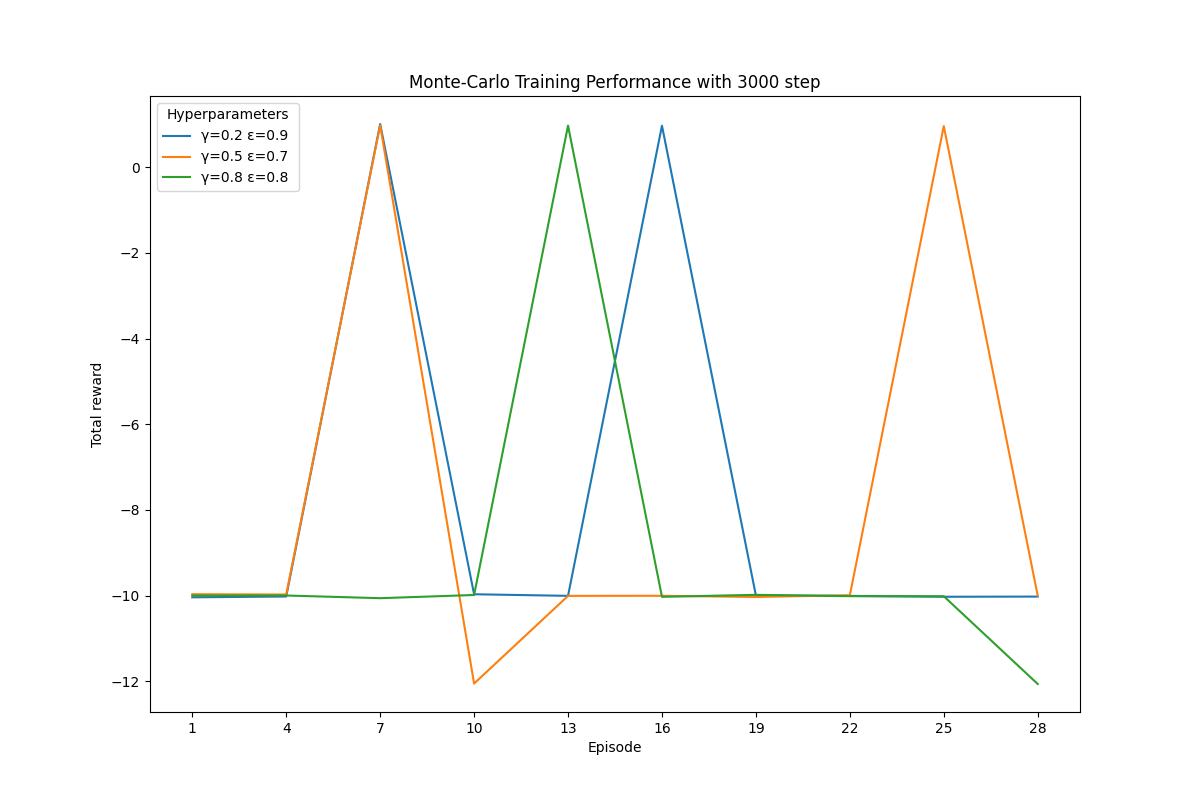 Monte-Carlo Training Performance with 3000 step
Hyperparameters
γ=0.2 ε=0.9
γ=0.5 ε=0.7
γ=0.8 ε=0.8
Total reward
0
−2
−4
−6
−8
−10
−12
1 4 7 10 13 16 19 22 25 28
Episode